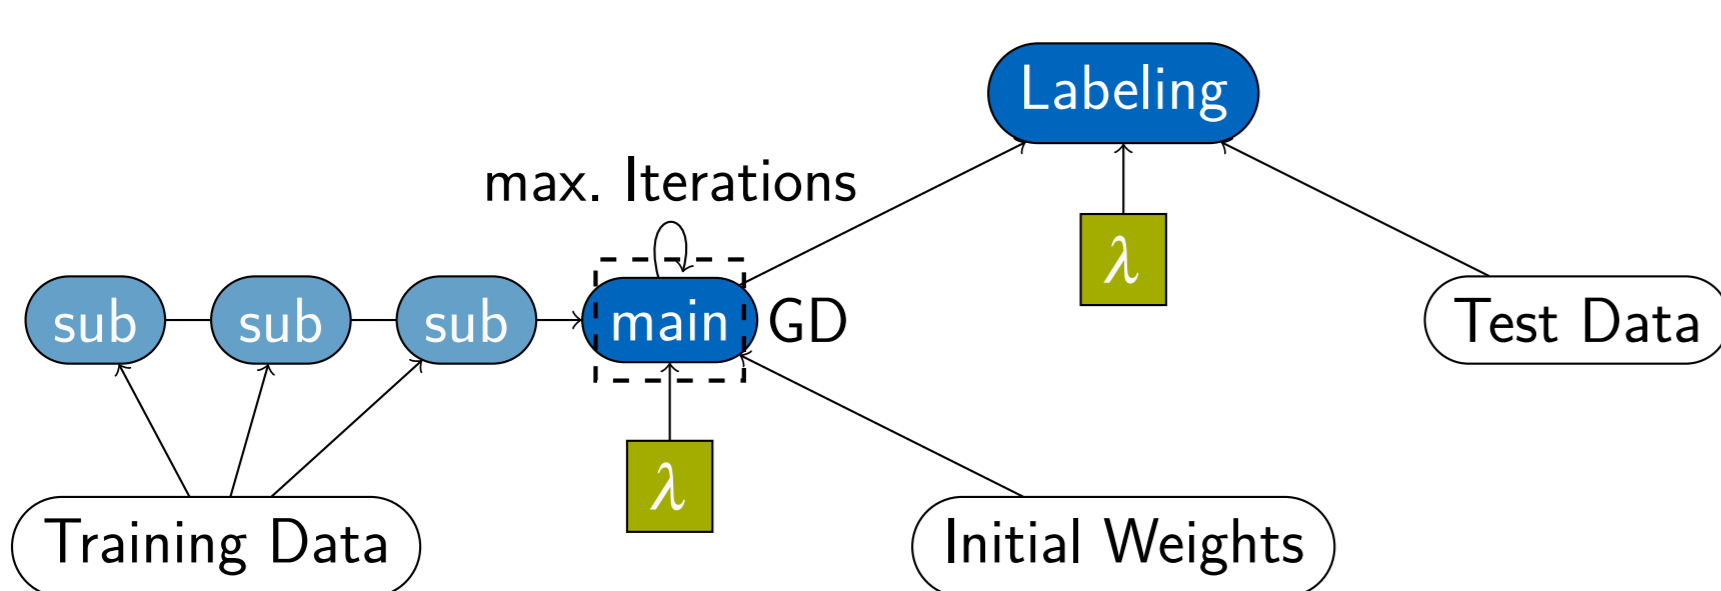 Labeling
max. Iterations
λ
sub sub sub main GD Test Data
λ
Training Data Initial Weights